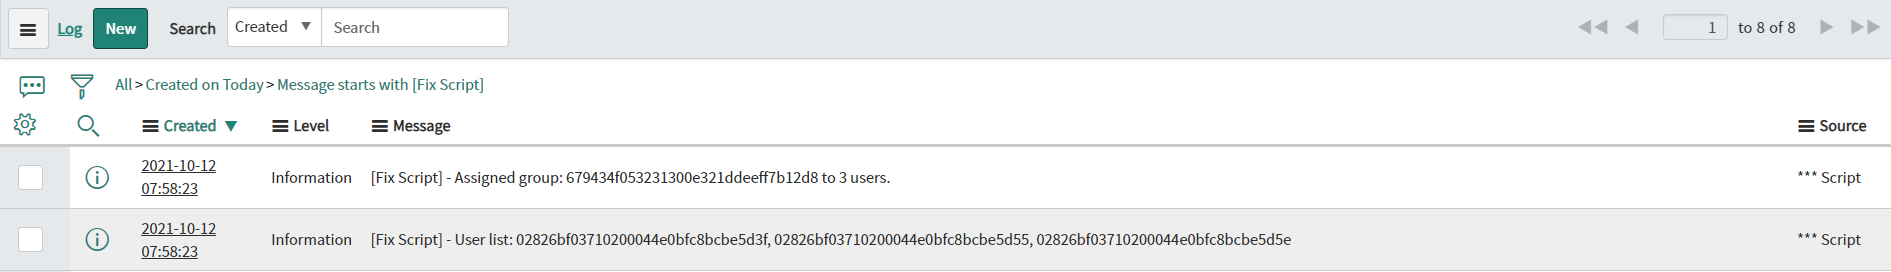 Log New Search Created Search 1 to 8 of 8
All > Created on Today > Message starts with [Fix Script]
Created Level Message Source
2021-10-12
07:58:23
Information [Fix Script] - Assigned group: 679434f053231300e321ddeeff7b12d8 to 3 users. *** Script
2021-10-12
07:58:23
Information [Fix Script] - User list: 02826bf03710200044e0bfc8bcbe5d3f, 02826bf03710200044e0bfc8bcbe5d55, 02826bf03710200044e0bfc8bcbe5d5e *** Script